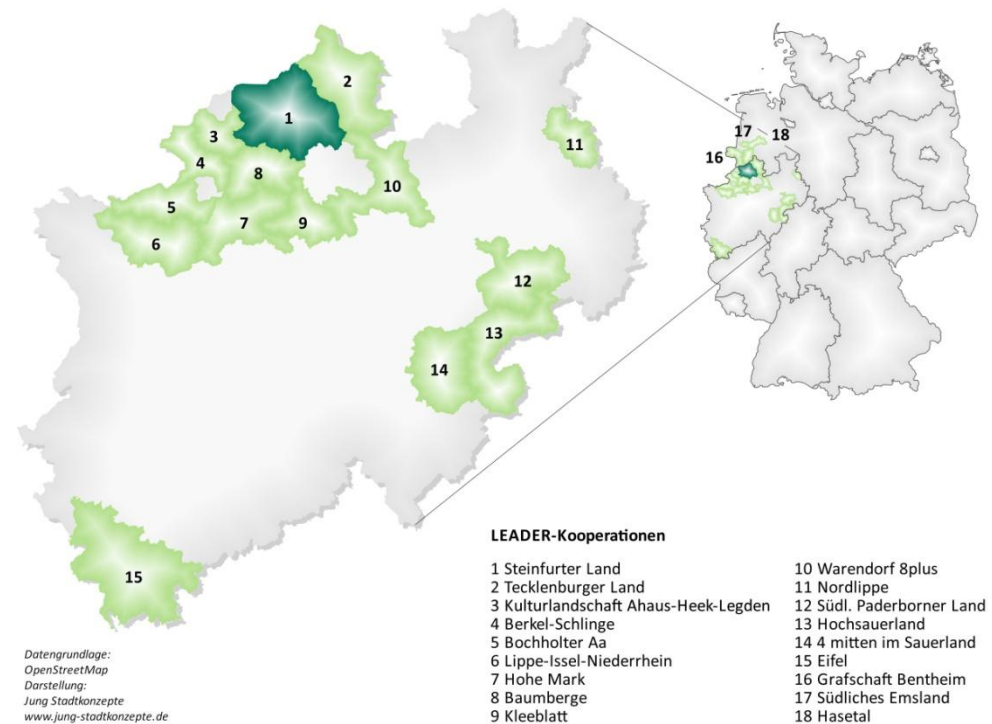 2
1
3
11
4
8
10
5
7
9
6
12
13
14
15
17
18
16
LEADER-Kooperationen
1 Steinfurter Land
2 Tecklenburger Land
3 Kulturlandschaft Ahaus-Heek-Legden
4 Berkel-Schlinge
5 Bocholter Aa
6 Lippe-Issel-Niederrhein
7 Hohe Mark
8 Baumberge
9 Kleeblatt
10 Warendorf 8plus
11 Nordlippe
12 Südl. Paderborner Land
13 Hochsauerland
14 4 mitten im Sauerland
15 Eifel
16 Grafschaft Bentheim
17 Südliches Emsland
18 Hasetal
Datengrundlage:
OpenStreetMap
Darstellung:
Jung Stadtkonzepte
www.jung-stadtkonzepte.de